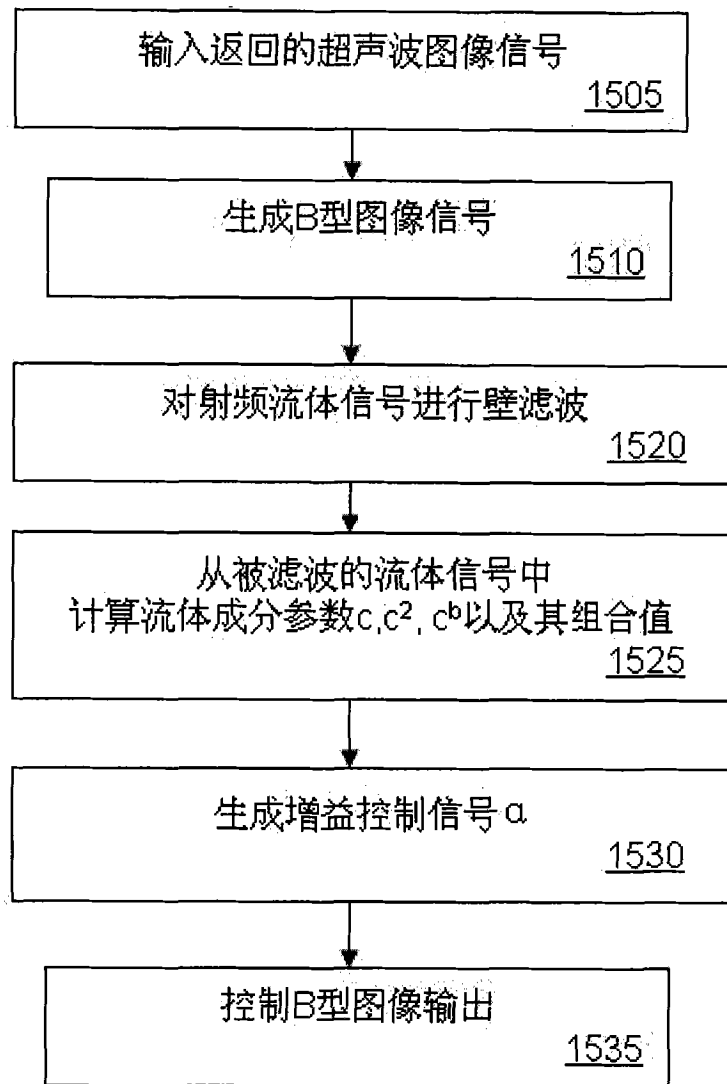 输入返回的超声波图像信号
1505
生成B型图像信号
1510
对射频流体信号进行壁滤波
1520
从被滤波的流体信号中
计算流体成分参数c,c², cᵇ以及其组合值
1525
生成增益控制信号α
1530
控制B型图像输出
1535